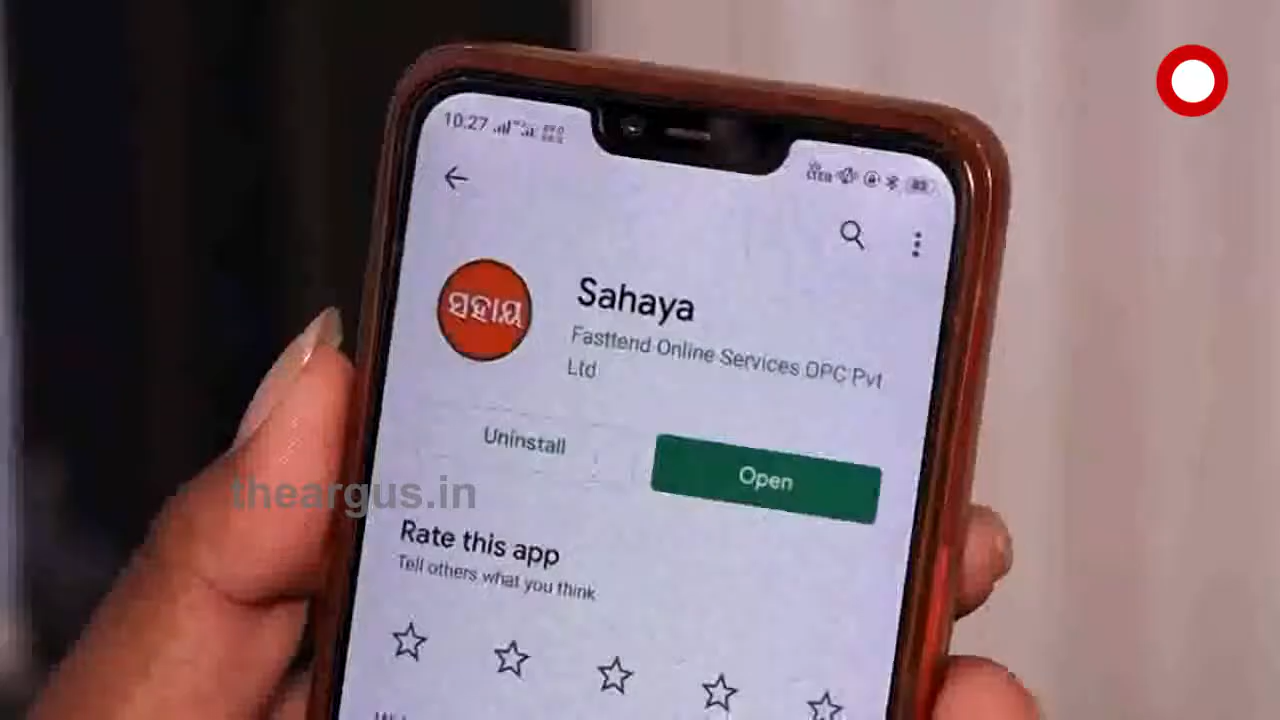 10.27
ସହାୟ
Sahaya
Fasttend Online Services OPC Pvt
Ltd
Uninstall
Open
theargus.in
Rate this app
Tell others what you think